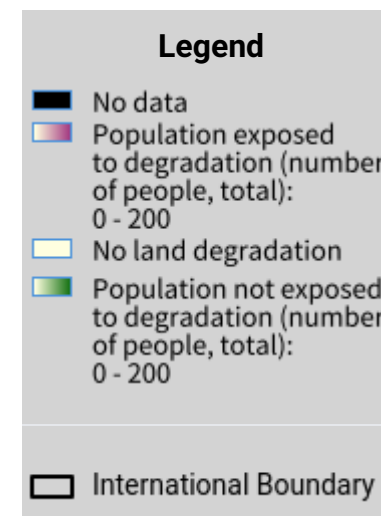 Legend
No data
Population exposed
to degradation (number
of people, total):
0 - 200
No land degradation
Population not exposed
to degradation (number
of people, total):
0 - 200
International Boundary